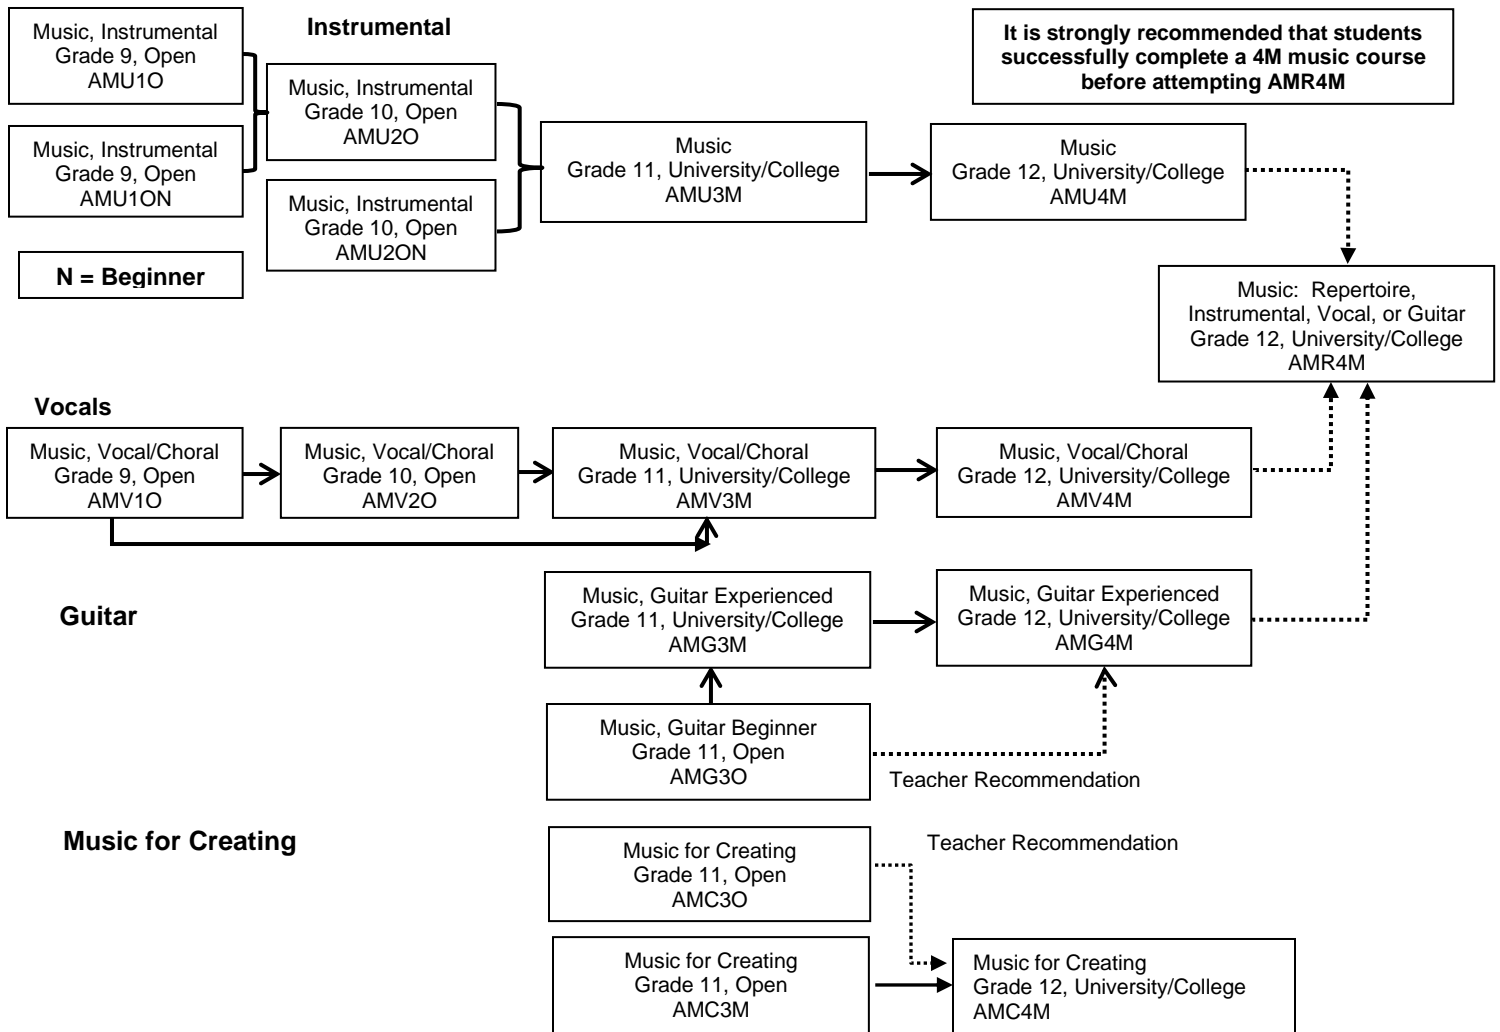 Instrumental
It is strongly recommended that students
successfully complete a 4M music course
before attempting AMR4M
Music, Instrumental
Grade 9, Open
AMU1O
Music, Instrumental
Grade 9, Open
AMU1ON
Music, Instrumental
Grade 10, Open
AMU2O
Music, Instrumental
Grade 10, Open
AMU2ON
Music
Grade 11, University/College
AMU3M
Music
Grade 12, University/College
AMU4M
N = Beginner
Music: Repertoire,
Instrumental, Vocal, or Guitar
Grade 12, University/College
AMR4M
Vocals
Music, Vocal/Choral
Grade 9, Open
AMV1O
Music, Vocal/Choral
Grade 10, Open
AMV2O
Music, Vocal/Choral
Grade 11, University/College
AMV3M
Music, Vocal/Choral
Grade 12, University/College
AMV4M
Guitar
Music, Guitar Experienced
Grade 11, University/College
AMG3M
Music, Guitar Experienced
Grade 12, University/College
AMG4M
Music, Guitar Beginner
Grade 11, Open
AMG3O
Teacher Recommendation
Music for Creating
Music for Creating
Grade 11, Open
AMC3O
Teacher Recommendation
Music for Creating
Grade 11, Open
AMC3M
Music for Creating
Grade 12, University/College
AMC4M